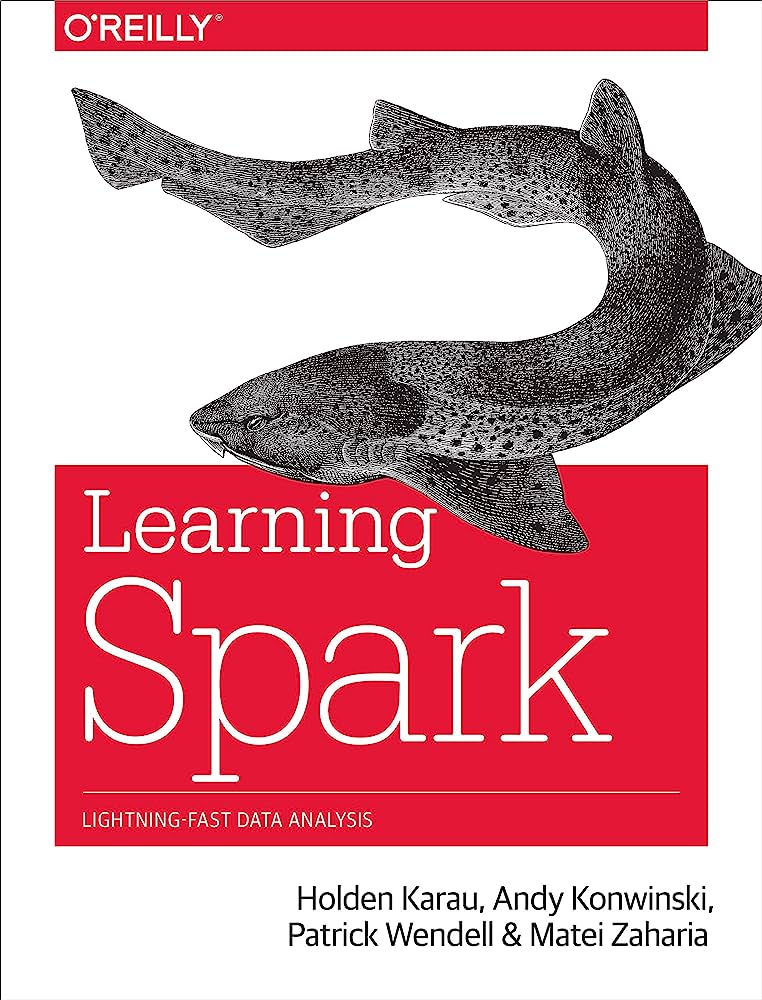 O'REILLY®
Learning
Spark
LIGHTNING-FAST DATA ANALYSIS
Holden Karau, Andy Konwinski,
Patrick Wendell & Matei Zaharia